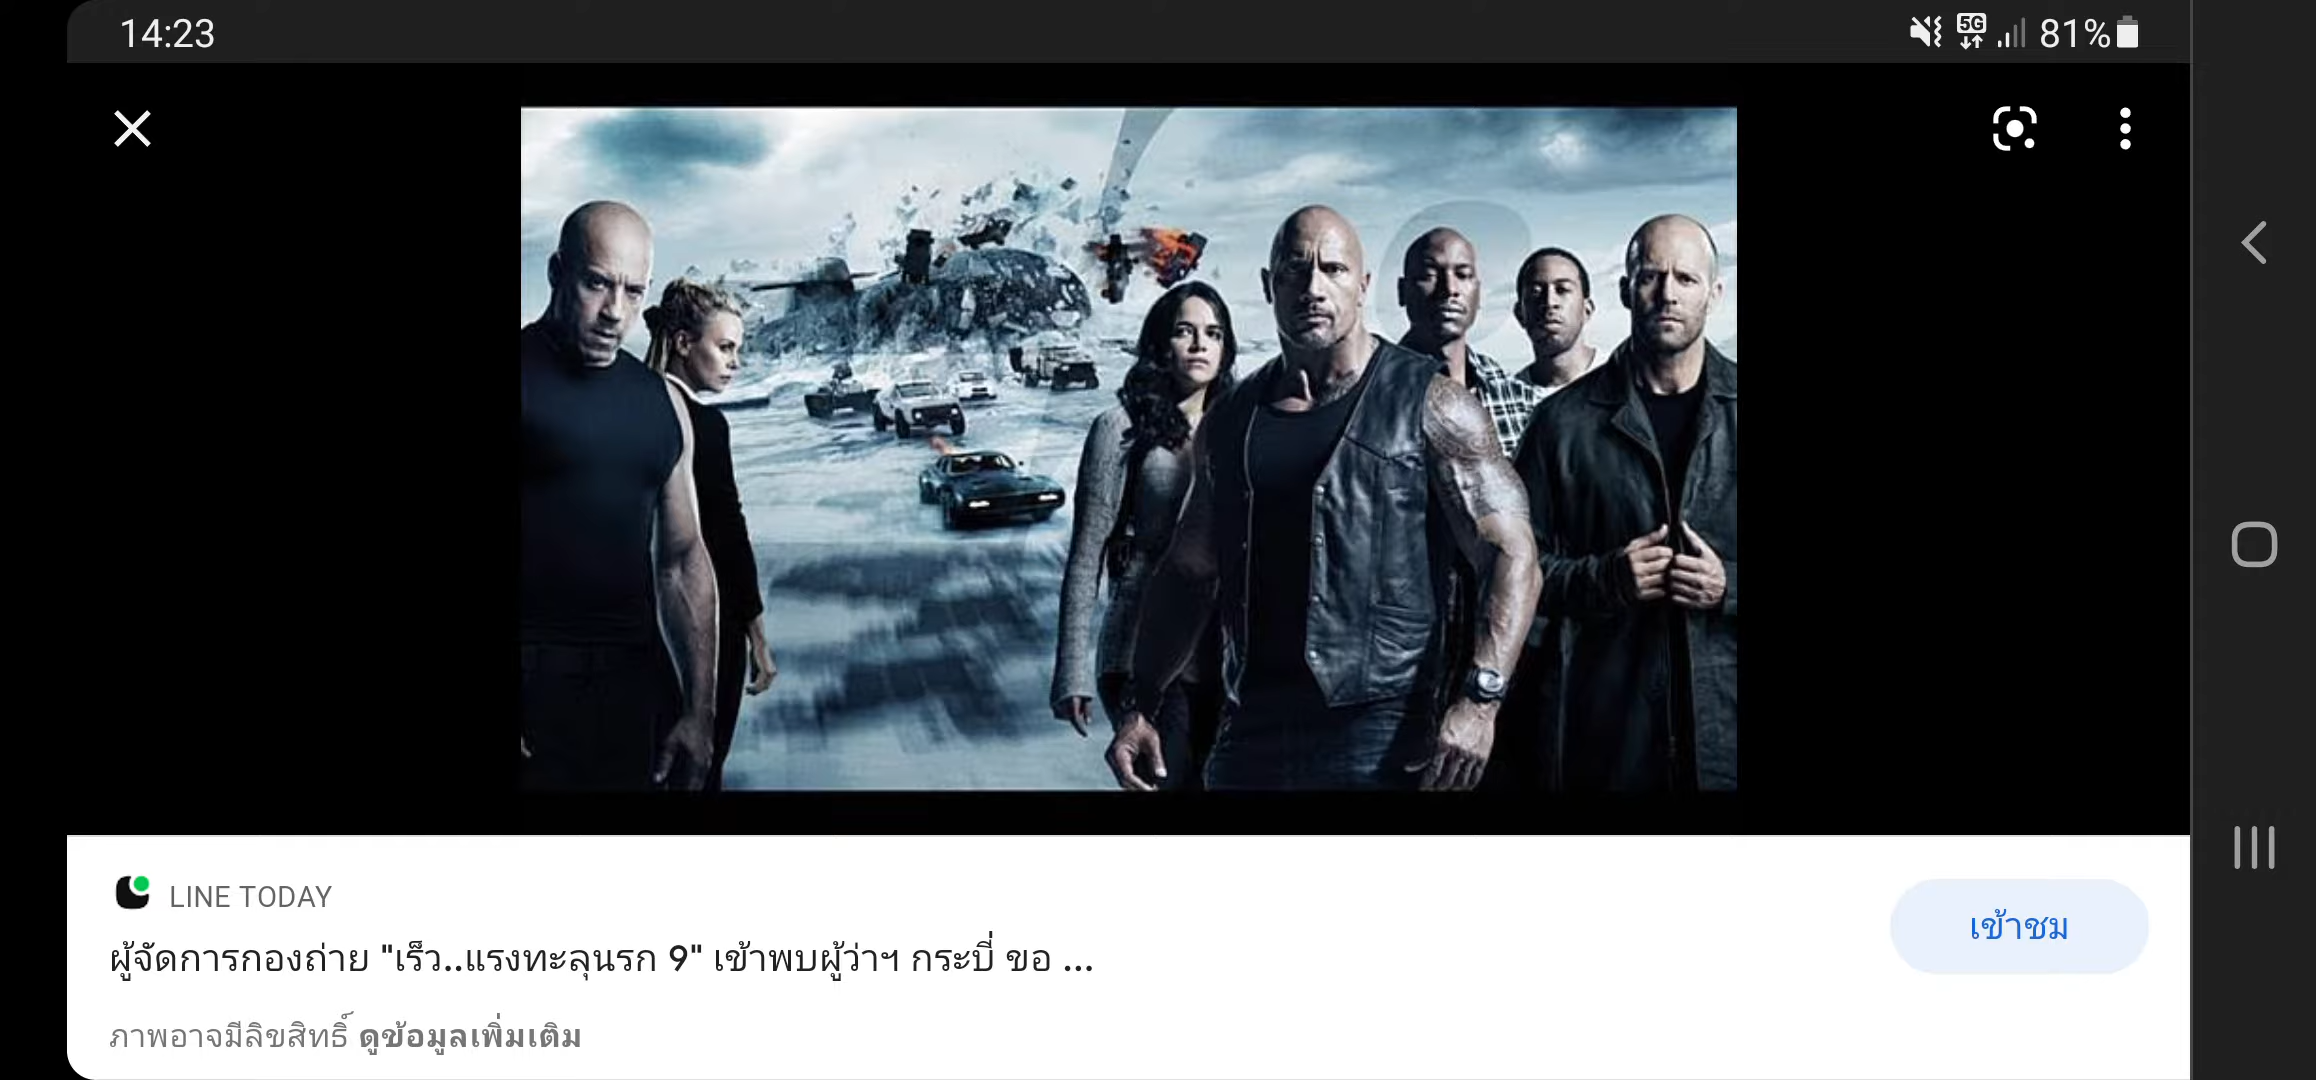 14:23
5G 81%
LINE TODAY
ผู้จัดการกองถ่าย "เร็ว..แรงทะลุนรก 9" เข้าพบผู้ว่าฯ กระบี่ ขอ ...
เข้าชม
ภาพอาจมีลิขสิทธิ์ ดูข้อมูลเพิ่มเติม